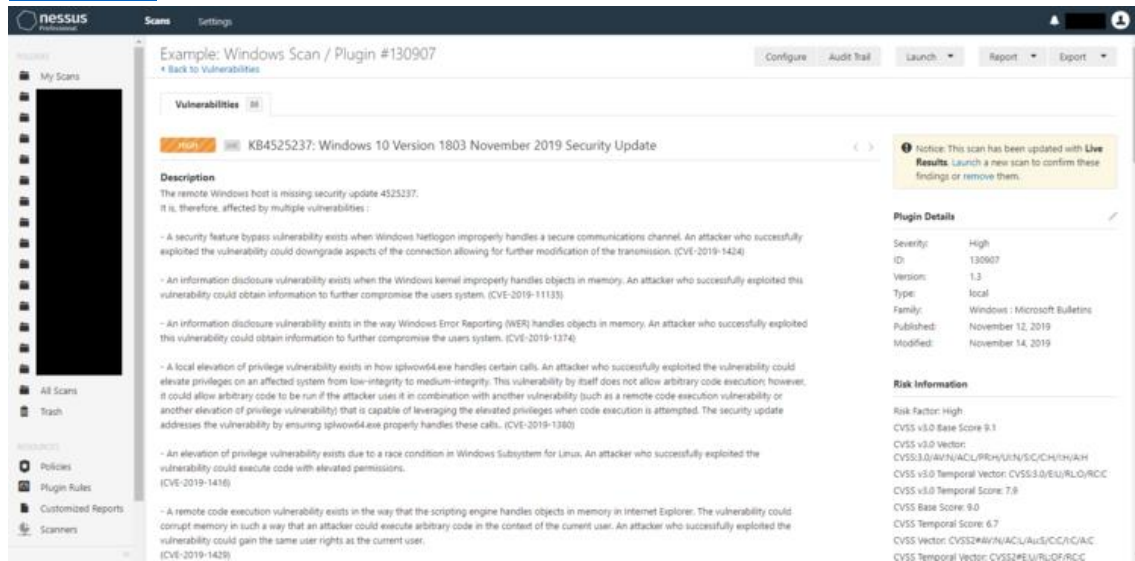 nessus
Professional
Scans
Settings
FOLDERS
My Scans
All Scans
Trash
RESOURCES
Policies
Plugin Rules
Customized Reports
Scanners
Example: Windows Scan / Plugin #130907
Back to Vulnerabilities
Configure
Audit Trail
Launch
Report
Export
Vulnerabilities
HIGH
KB4525237: Windows 10 Version 1803 November 2019 Security Update
Description
The remote Windows host is missing security update 4525237.
It is, therefore, affected by multiple vulnerabilities :
- A security feature bypass vulnerability exists when Windows Netlogon improperly handles a secure communications channel. An attacker who successfully
exploited the vulnerability could downgrade aspects of the connection allowing for further modification of the transmission. (CVE-2019-1424)
- An information disclosure vulnerability exists when the Windows kernel improperly handles objects in memory. An attacker who successfully exploited this
vulnerability could obtain information to further compromise the users system. (CVE-2019-11135)
- An information disclosure vulnerability exists in the way Windows Error Reporting (WER) handles objects in memory. An attacker who successfully exploited
this vulnerability could obtain information to further compromise the users system. (CVE-2019-1374)
- A local elevation of privilege vulnerability exists in how splwow64.exe handles certain calls. An attacker who successfully exploited the vulnerability could
elevate privileges on an affected system from low-integrity to medium-integrity. This vulnerability by itself does not allow arbitrary code execution; however,
it could allow arbitrary code to be run if the attacker uses it in combination with another vulnerability (such as a remote code execution vulnerability or
another elevation of privilege vulnerability) that is capable of leveraging the elevated privileges when code execution is attempted. The security update
addresses the vulnerability by ensuring splwow64.exe properly handles these calls.. (CVE-2019-1380)
- An elevation of privilege vulnerability exists due to a race condition in Windows Subsystem for Linux. An attacker who successfully exploited the
vulnerability could execute code with elevated permissions.
(CVE-2019-1416)
- A remote code execution vulnerability exists in the way that the scripting engine handles objects in memory in Internet Explorer. The vulnerability could
corrupt memory in such a way that an attacker could execute arbitrary code in the context of the current user. An attacker who successfully exploited the
vulnerability could gain the same user rights as the current user.
(CVE-2019-1429)
Notice: This scan has been updated with Live
Results. Launch a new scan to confirm these
findings or remove them.
Plugin Details
Severity: High
ID: 130907
Version: 1.3
Type: local
Family: Windows : Microsoft Bulletins
Published: November 12, 2019
Modified: November 14, 2019
Risk Information
Risk Factor: High
CVSS v3.0 Base Score 9.1
CVSS v3.0 Vector:
CVSS:3.0/AV:N/AC:L/PR:H/UI:N/S:C/C:H/I:H/A:H
CVSS v3.0 Temporal Vector: CVSS:3.0/E:U/RL:O/RC:C
CVSS v3.0 Temporal Score: 7.9
CVSS Base Score: 9.0
CVSS Temporal Score: 6.7
CVSS Vector: CVSS2#AV:N/AC:L/Au:S/C:C/I:C/A:C
CVSS Temporal Vector: CVSS2#E:U/RL:OF/RC:C